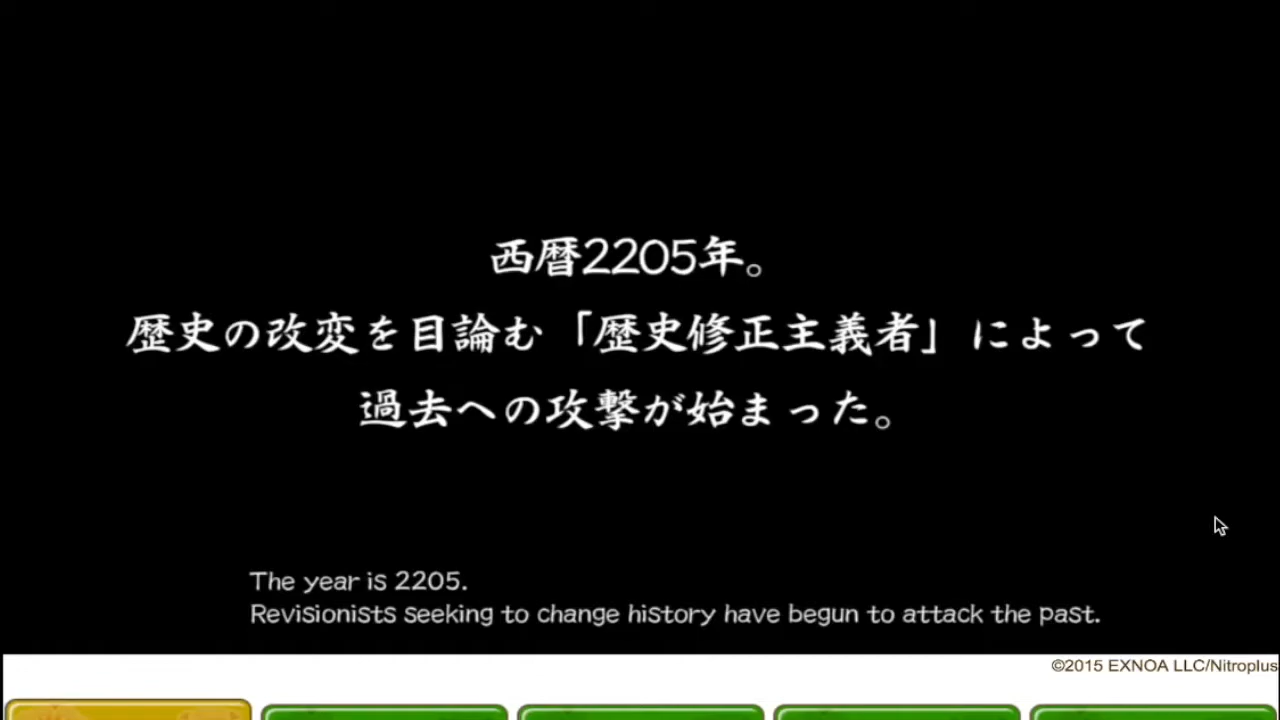 西暦2205年。
歴史の改変を目論む「歴史修正主義者」によって
過去への攻撃が始まった。
The year is 2205.
Revisionists seeking to change history have begun to attack the past.
©2015 EXNOA LLC/Nitroplus